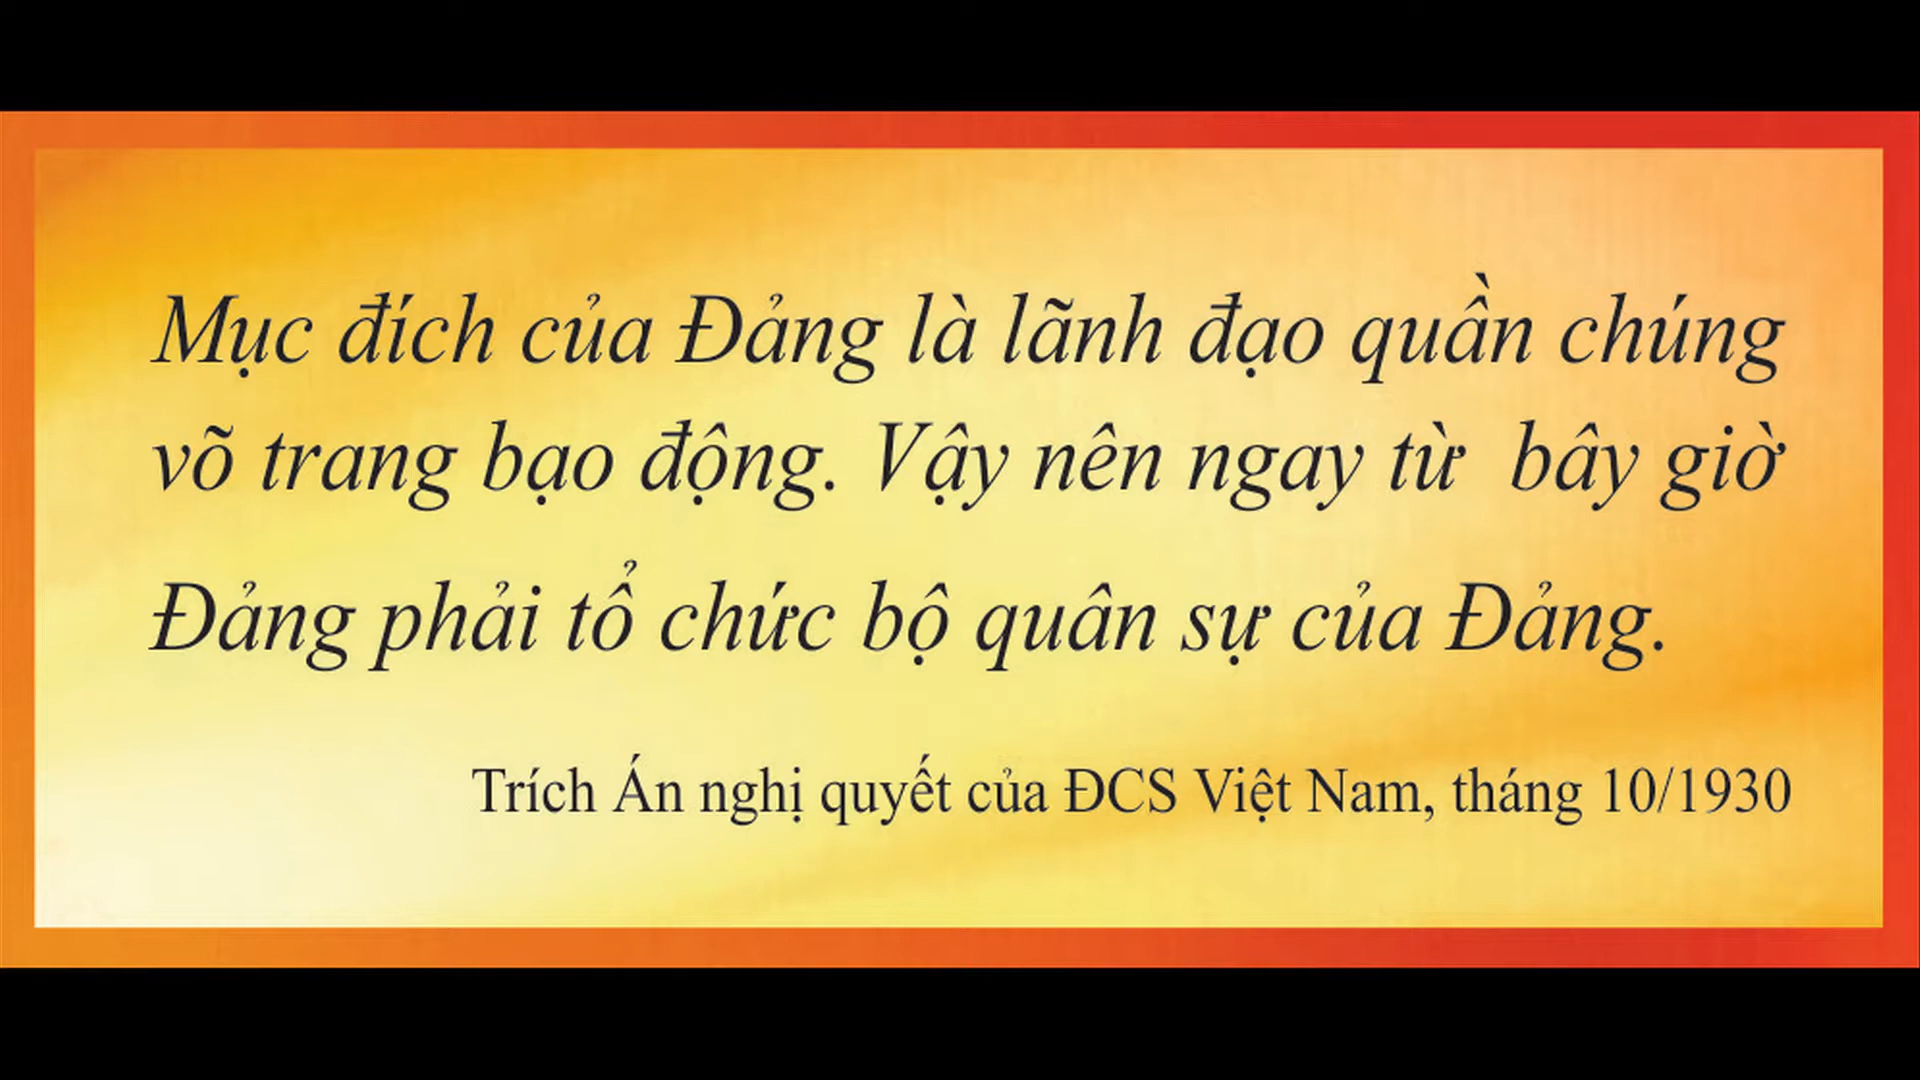 Mục đích của Đảng là lãnh đạo quần chúng
võ trang bạo động. Vậy nên ngay từ bây giờ
Đảng phải tổ chức bộ quân sự của Đảng.
Trích Án nghị quyết của ĐCS Việt Nam, tháng 10/1930